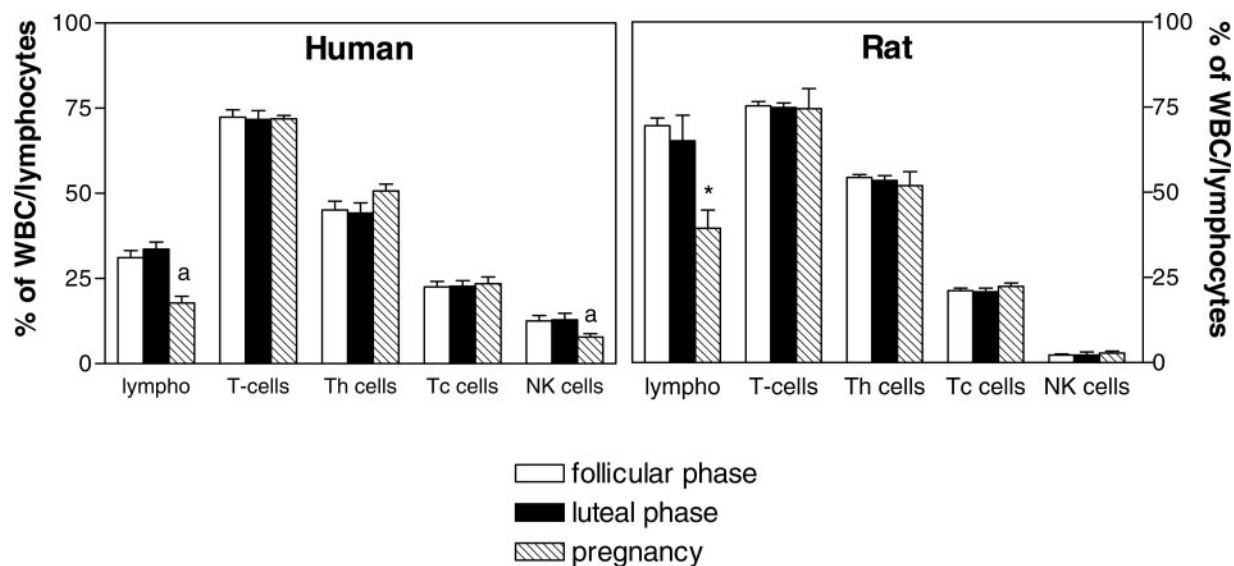 Human
% of WBC/lymphocytes
100
75
50
25
0
a
a
lympho
T-cells
Th cells
Tc cells
NK cells
Rat
*
lympho
T-cells
Th cells
Tc cells
NK cells
100
75
50
25
0
% of WBC/lymphocytes
follicular phase
luteal phase
pregnancy